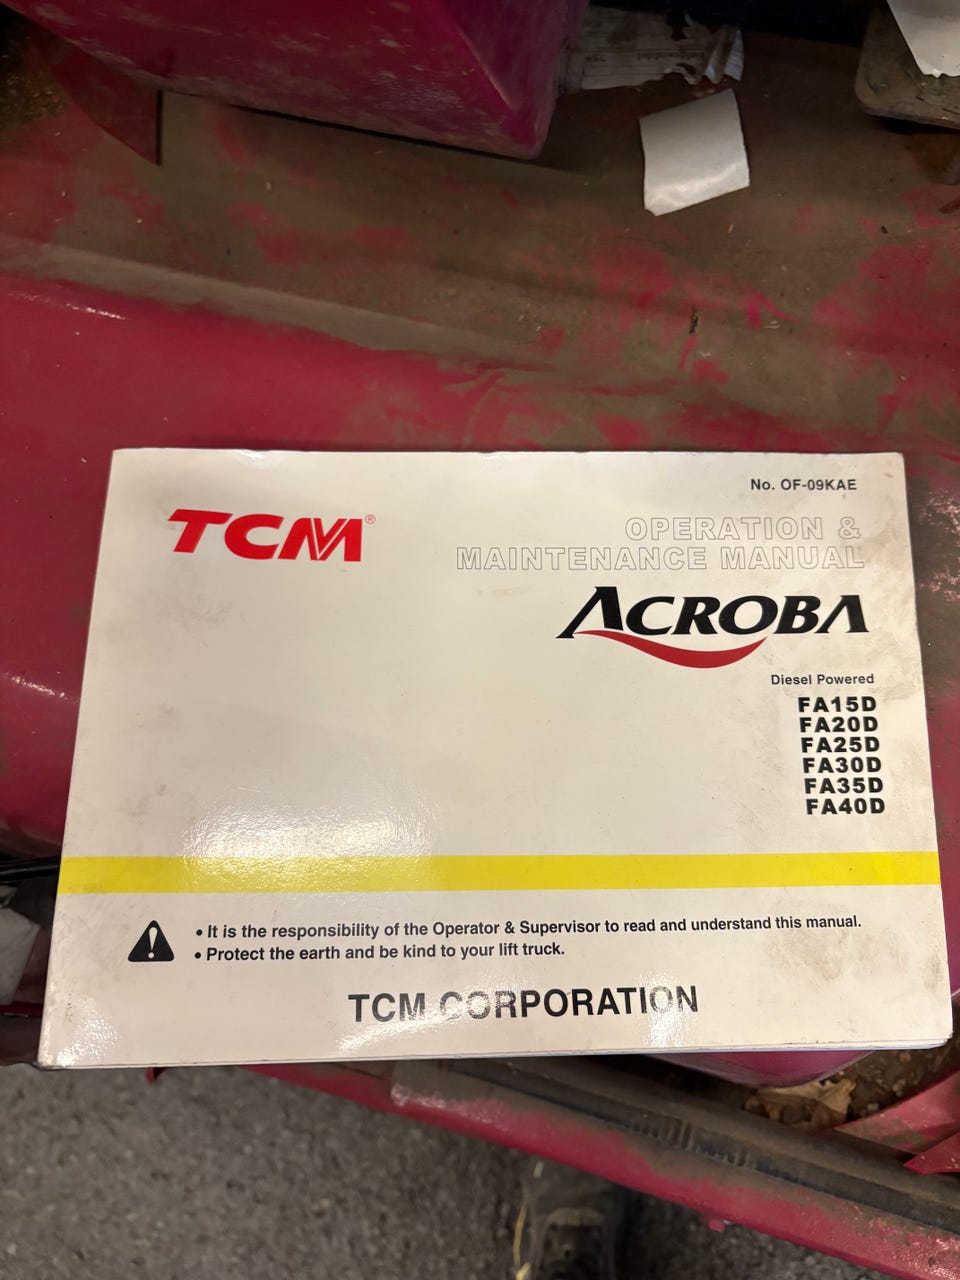 No. OF-09KAE
TCM®
OPERATION &
MAINTENANCE MANUAL
ACROBA
Diesel Powered
FA15D
FA20D
FA25D
FA30D
FA35D
FA40D
• It is the responsibility of the Operator & Supervisor to read and understand this manual.
• Protect the earth and be kind to your lift truck.
TCM CORPORATION